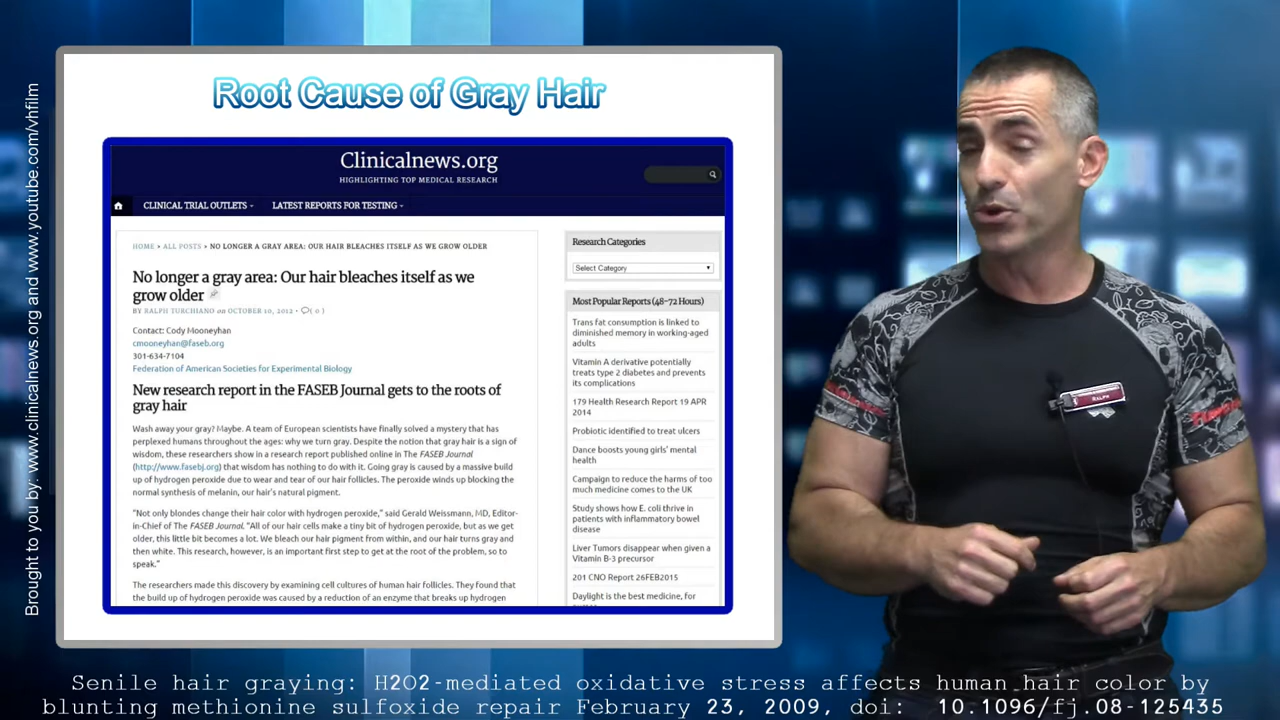 Brought to you by: www.clinicalnews.org and www.youtube.com/vhfilm
Root Cause of Gray Hair
Clinicalnews.org
HIGHLIGHTING TOP MEDICAL RESEARCH
CLINICAL TRIAL OUTLETS
LATEST REPORTS FOR TESTING
HOME » ALL POSTS » NO LONGER A GRAY AREA: OUR HAIR BLEACHES ITSELF AS WE GROW OLDER
No longer a gray area: Our hair bleaches itself as we
grow older
BY RALPH TURCHIANO on OCTOBER 10, 2012 • ( 0 )
Contact: Cody Mooneyhan
cmooneyhan@faseb.org
301-634-7104
Federation of American Societies for Experimental Biology
New research report in the FASEB Journal gets to the roots of
gray hair
Wash away your gray? Maybe. A team of European scientists have finally solved a mystery that has
perplexed humans throughout the ages: why we turn gray. Despite the notion that gray hair is a sign of
wisdom, these researchers show in a research report published online in The FASEB Journal
(http://www.fasebj.org) that wisdom has nothing to do with it. Going gray is caused by a massive build
up of hydrogen peroxide due to wear and tear of our hair follicles. The peroxide winds up blocking the
normal synthesis of melanin, our hair's natural pigment.
"Not only blondes change their hair color with hydrogen peroxide," said Gerald Weissmann, MD, Editor-
in-Chief of The FASEB Journal. "All of our hair cells make a tiny bit of hydrogen peroxide, but as we get
older, this little bit becomes a lot. We bleach our hair pigment from within, and our hair turns gray and
then white. This research, however, is an important first step to get at the root of the problem, so to
speak."
The researchers made this discovery by examining cell cultures of human hair follicles. They found that
the build up of hydrogen peroxide was caused by a reduction of an enzyme that breaks up hydrogen
Research Categories
Select Category
Most Popular Reports (48-72 Hours)
Trans fat consumption is linked to
diminished memory in working-aged
adults
Vitamin A derivative potentially
treats type 2 diabetes and prevents
its complications
179 Health Research Report 19 APR
2014
Probiotic identified to treat ulcers
Dance boosts young girls' mental
health
Campaign to reduce the harms of too
much medicine comes to the UK
Study shows how E. coli thrive in
patients with inflammatory bowel
disease
Liver Tumors disappear when given a
Vitamin B-3 precursor
201 CNO Report 26FEB2015
Daylight is the best medicine, for
RALPH
Senile hair graying: H2O2-mediated oxidative stress affects human hair color by
blunting methionine sulfoxide repair February 23, 2009, doi: 10.1096/fj.08-125435